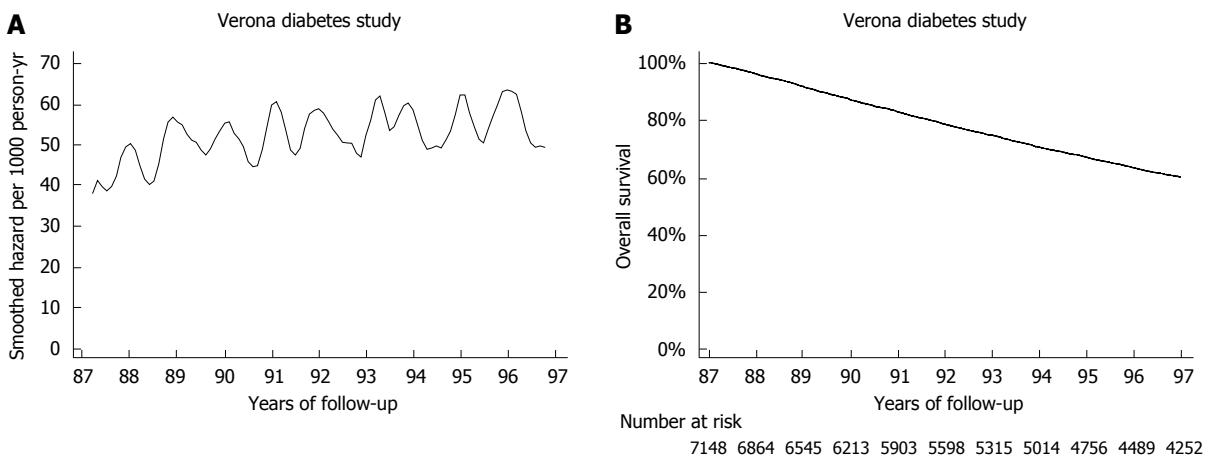 A
Verona diabetes study
Smoothed hazard per 1000 person-yr
70
60
50
40
30
20
10
0
87 88 89 90 91 92 93 94 95 96 97
Years of follow-up
B
Verona diabetes study
Overall survival
100%
80%
60%
40%
20%
0%
87 88 89 90 91 92 93 94 95 96 97
Years of follow-up
Number at risk
7148 6864 6545 6213 5903 5598 5315 5014 4756 4489 4252